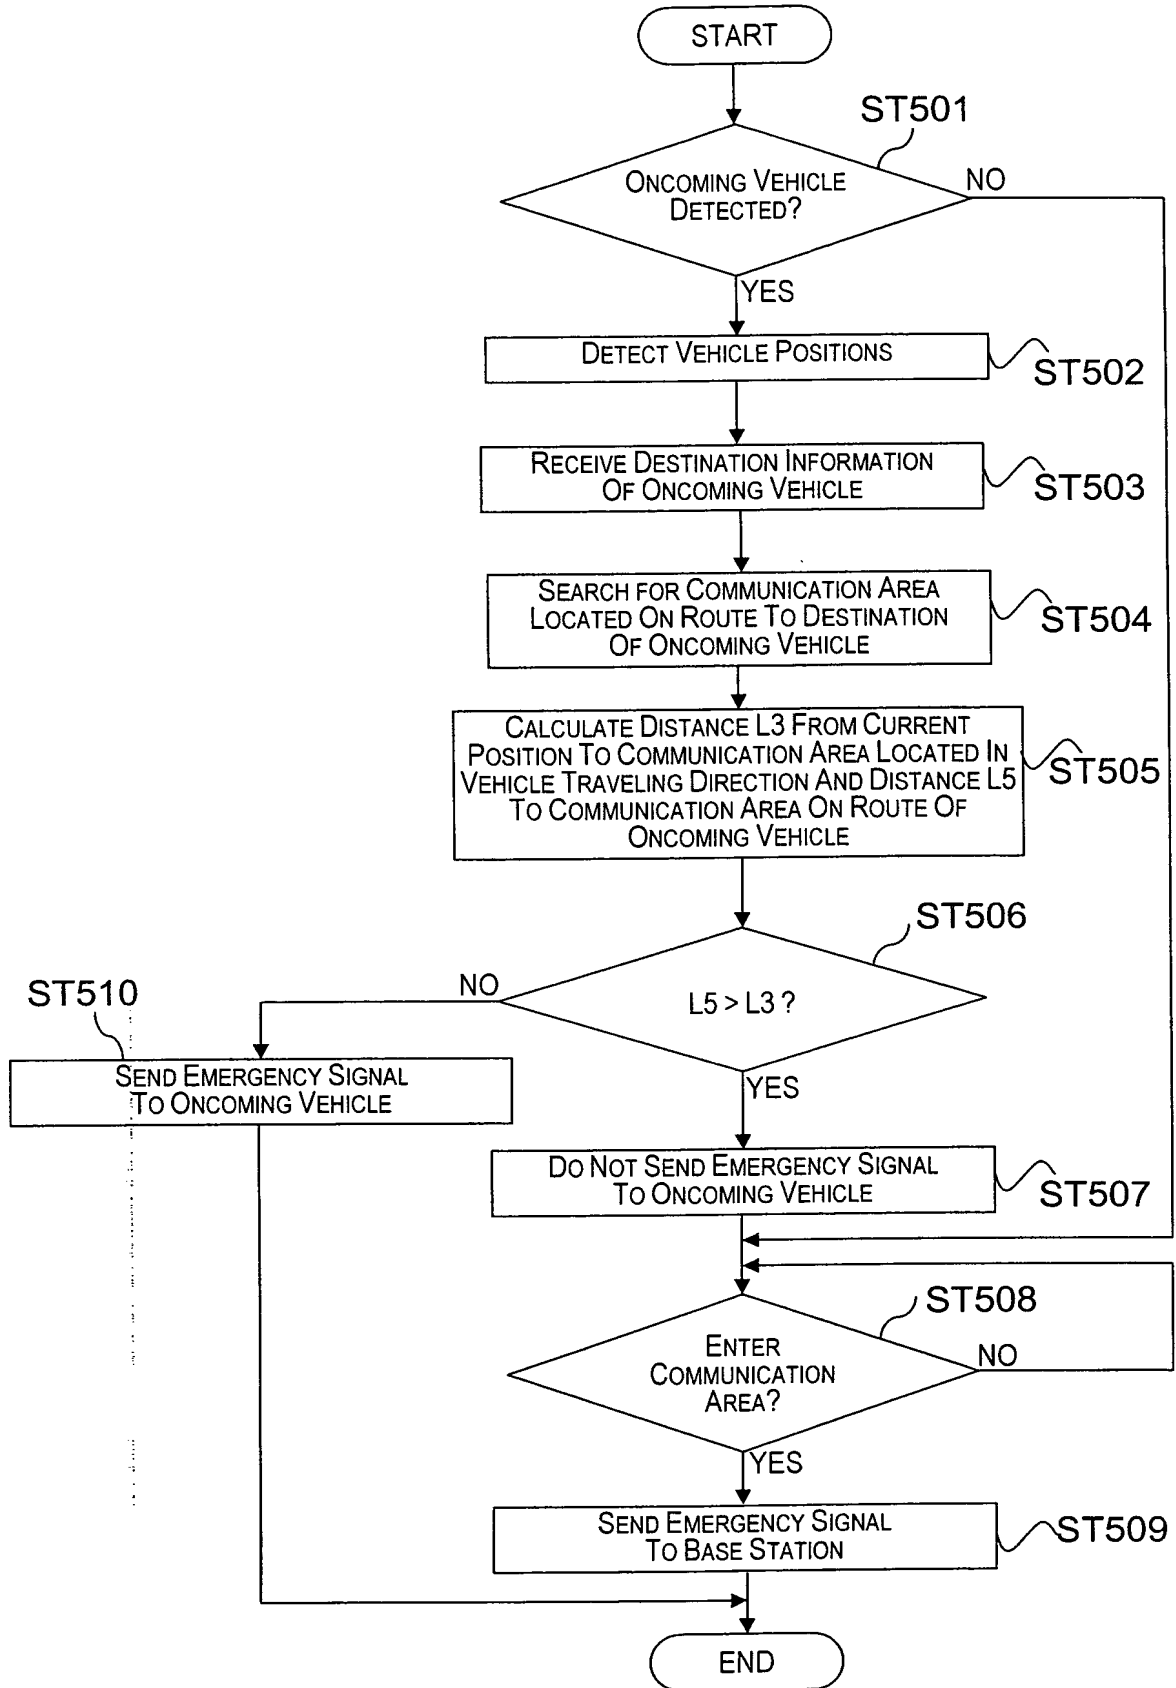 START
ST501
ONCOMING VEHICLE
DETECTED?
NO
YES
DETECT VEHICLE POSITIONS
ST502
RECEIVE DESTINATION INFORMATION
OF ONCOMING VEHICLE
ST503
SEARCH FOR COMMUNICATION AREA
LOCATED ON ROUTE TO DESTINATION
OF ONCOMING VEHICLE
ST504
CALCULATE DISTANCE L3 FROM CURRENT
POSITION TO COMMUNICATION AREA LOCATED IN
VEHICLE TRAVELING DIRECTION AND DISTANCE L5
TO COMMUNICATION AREA ON ROUTE OF
ONCOMING VEHICLE
ST505
ST506
L5 > L3 ?
NO
YES
ST510
SEND EMERGENCY SIGNAL
TO ONCOMING VEHICLE
DO NOT SEND EMERGENCY SIGNAL
TO ONCOMING VEHICLE
ST507
ST508
ENTER
COMMUNICATION
AREA?
NO
YES
SEND EMERGENCY SIGNAL
TO BASE STATION
ST509
END